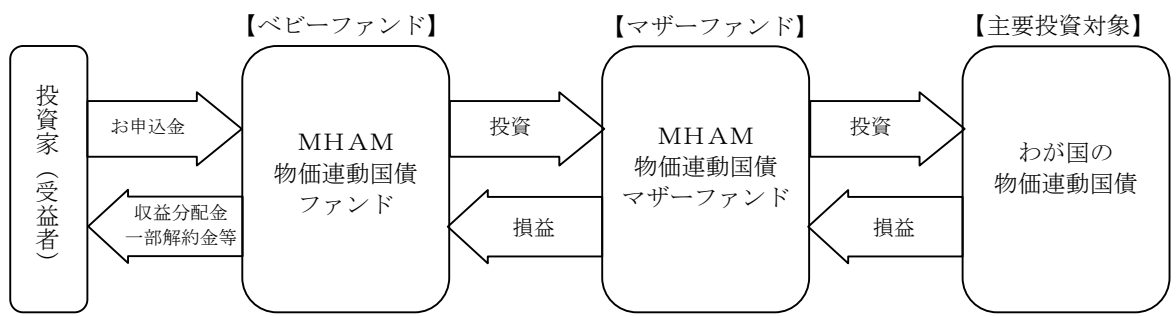 【ベビーファンド】
【マザーファンド】
【主要投資対象】
投資家（受益者）
お申込金
収益分配金
一部解約金等
ＭＨＡＭ
物価連動国債
ファンド
投資
損益
ＭＨＡＭ
物価連動国債
マザーファンド
投資
損益
わが国の
物価連動国債